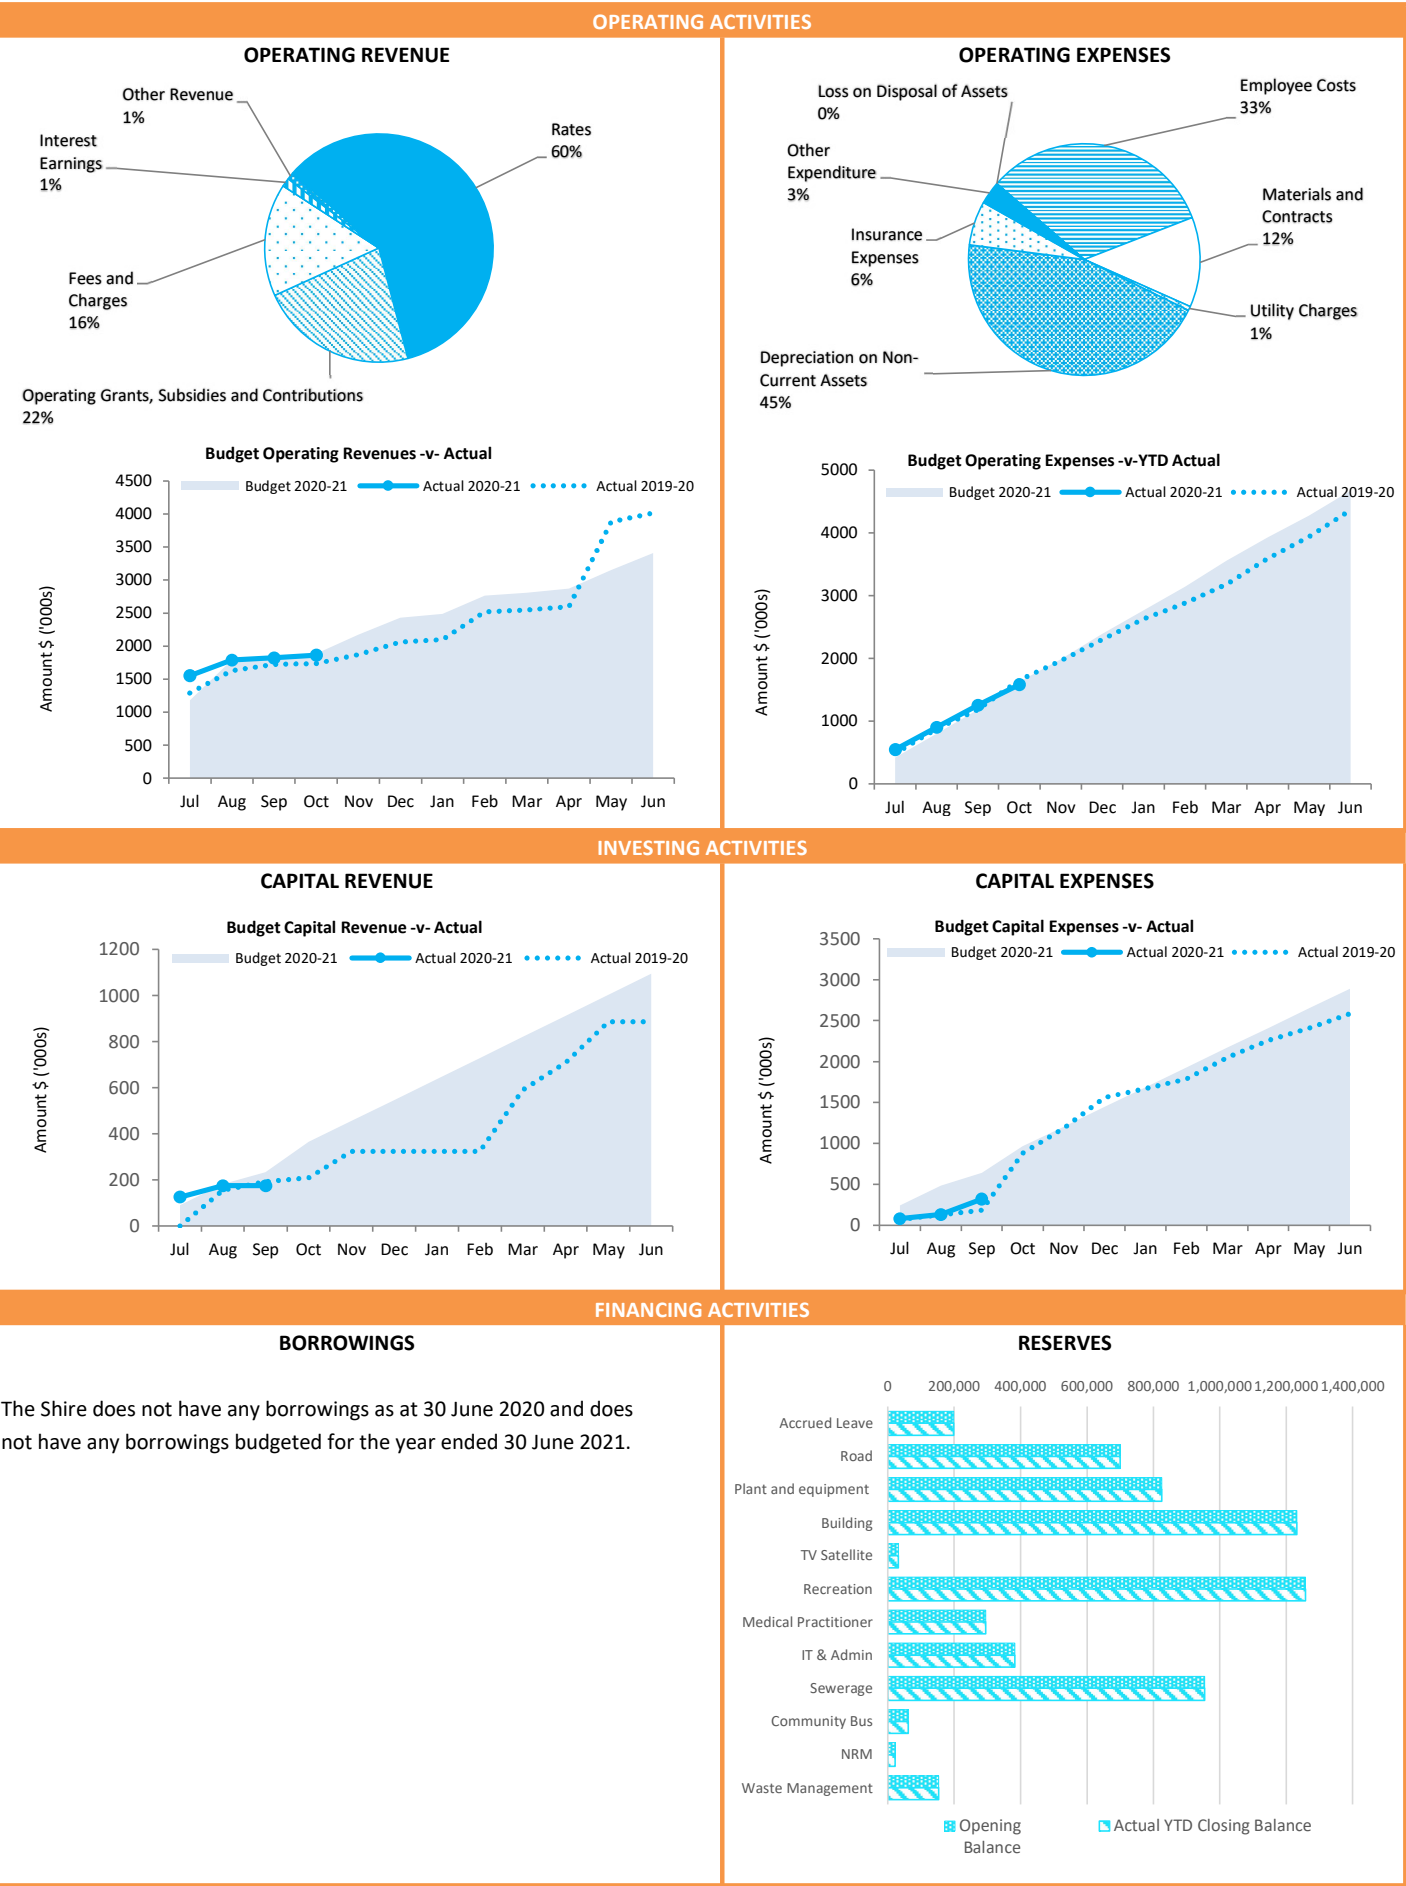 OPERATING ACTIVITIES
OPERATING REVENUE
Other Revenue
1%
Interest
Earnings
1%
Rates
60%
Fees and
Charges
16%
Operating Grants, Subsidies and Contributions
22%
Budget Operating Revenues -v- Actual
Budget 2020-21
Actual 2020-21
Actual 2019-20
Amount $ ('000s)
4500
4000
3500
3000
2500
2000
1500
1000
500
0
Jul Aug Sep Oct Nov Dec Jan Feb Mar Apr May Jun
OPERATING EXPENSES
Loss on Disposal of Assets
0%
Employee Costs
33%
Other
Expenditure
3%
Materials and
Contracts
12%
Insurance
Expenses
6%
Utility Charges
1%
Depreciation on Non-
Current Assets
45%
Budget Operating Expenses -v-YTD Actual
Budget 2020-21
Actual 2020-21
Actual 2019-20
Amount $ ('000s)
5000
4000
3000
2000
1000
0
Jul Aug Sep Oct Nov Dec Jan Feb Mar Apr May Jun
INVESTING ACTIVITIES
CAPITAL REVENUE
Budget Capital Revenue -v- Actual
Budget 2020-21
Actual 2020-21
Actual 2019-20
Amount $ ('000s)
1200
1000
800
600
400
200
0
Jul Aug Sep Oct Nov Dec Jan Feb Mar Apr May Jun
CAPITAL EXPENSES
Budget Capital Expenses -v- Actual
Budget 2020-21
Actual 2020-21
Actual 2019-20
Amount $ ('000s)
3500
3000
2500
2000
1500
1000
500
0
Jul Aug Sep Oct Nov Dec Jan Feb Mar Apr May Jun
FINANCING ACTIVITIES
BORROWINGS
The Shire does not have any borrowings as at 30 June 2020 and does
not have any borrowings budgeted for the year ended 30 June 2021.
RESERVES
0 200,000 400,000 600,000 800,000 1,000,000 1,200,000 1,400,000
Accrued Leave
Road
Plant and equipment
Building
TV Satellite
Recreation
Medical Practitioner
IT & Admin
Sewerage
Community Bus
NRM
Waste Management
Opening
Balance
Actual YTD Closing Balance